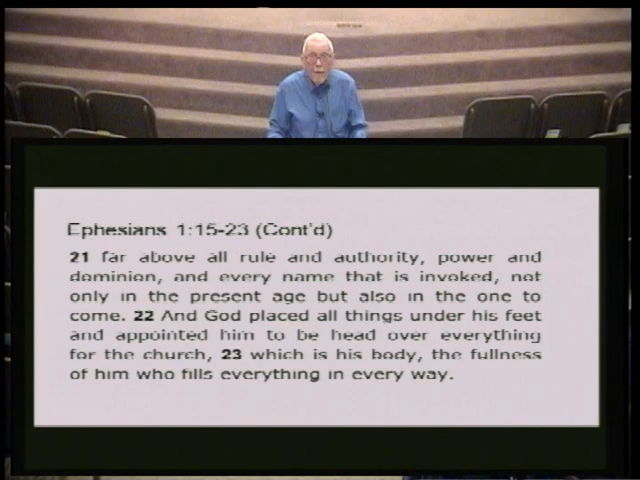 Ephesians 1:15-23 (Cont'd)
21 far above all rule and authority, power and
dominion, and every name that is invoked, not
only in the present age but also in the one to
come. 22 And God placed all things under his feet
and appointed him to be head over everything
for the church, 23 which is his body, the fullness
of him who fills everything in every way.